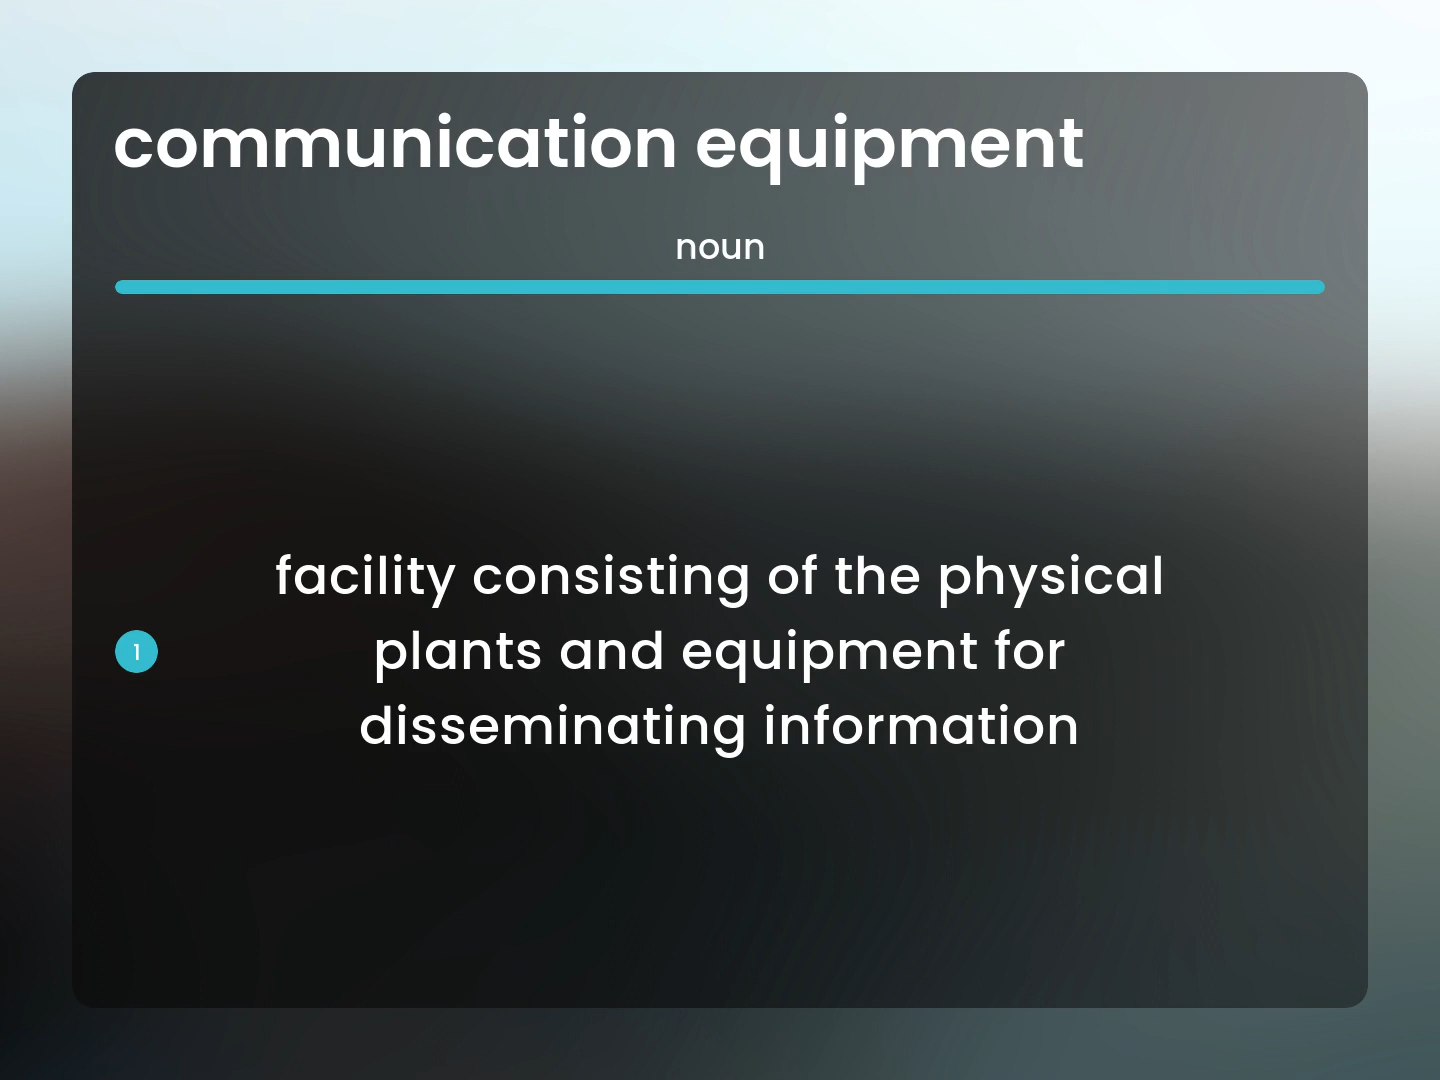 communication equipment
noun
facility consisting of the physical
1
plants and equipment for
disseminating information